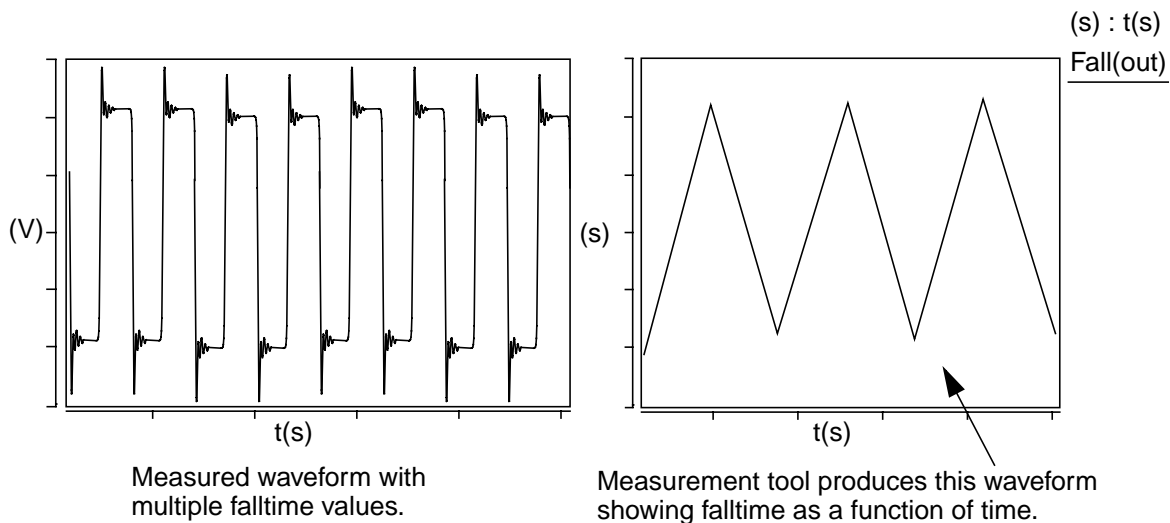 (s) : t(s)
Fall(out)
(V)
(s)
t(s)
t(s)
Measured waveform with
multiple falltime values.
Measurement tool produces this waveform
showing falltime as a function of time.